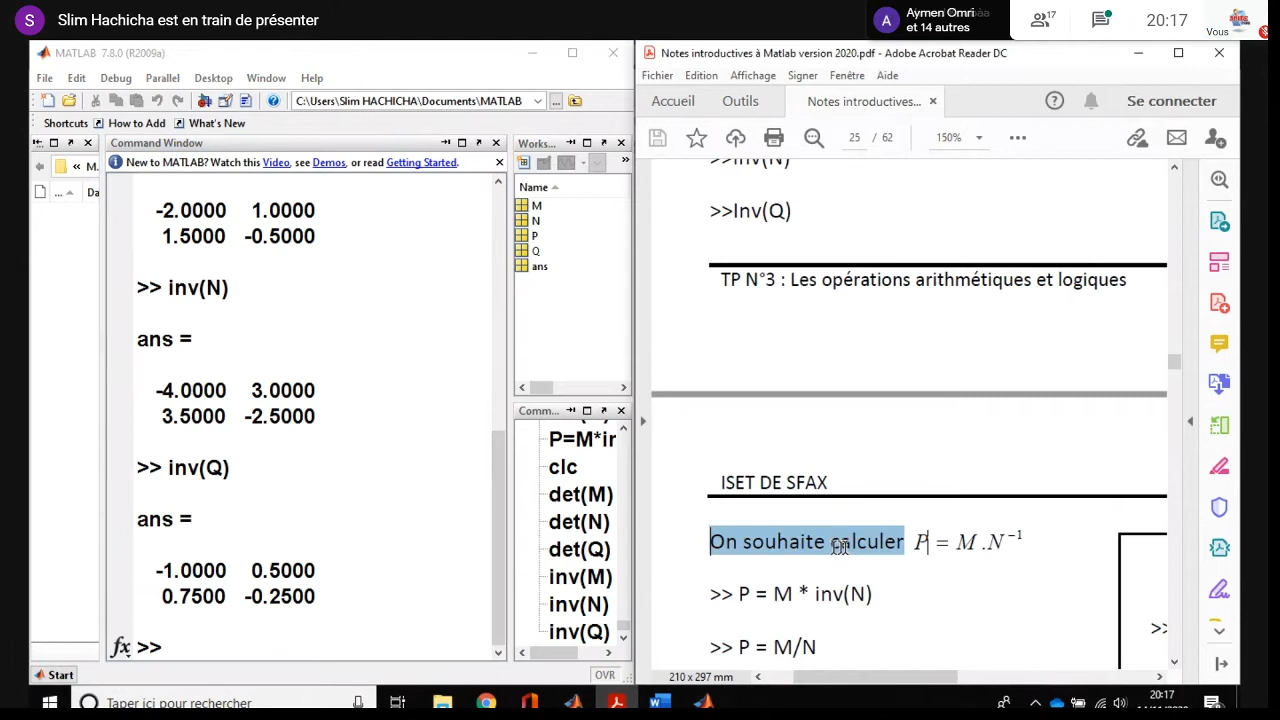 S Slim Hachicha est en train de présenter
A Aymen Omri
et 14 autres
17
20:17
Vous
MATLAB 7.8.0 (R2009a)
File Edit Debug Parallel Desktop Window Help
C:\Users\Slim HACHICHA\Documents\MATLAB
Shortcuts How to Add What's New
« M.
... Da
Command Window
New to MATLAB? Watch this Video, see Demos, or read Getting Started.
-2.0000 1.0000
1.5000 -0.5000
>> inv(N)
ans =
-4.0000 3.0000
3.5000 -2.5000
>> inv(Q)
ans =
-1.0000 0.5000
0.7500 -0.2500
fx >>
Works...
Name
M
N
P
Q
ans
Comm...
P=M*ir
clc
det(M)
det(N)
det(Q)
inv(M)
inv(N)
inv(Q)
Start
OVR
Notes introductives à Matlab version 2020.pdf - Adobe Acrobat Reader DC
Fichier Edition Affichage Signer Fenêtre Aide
Accueil Outils Notes introductives... Se connecter
25 / 62 150%
>>Inv(N)
>>Inv(Q)
TP N°3 : Les opérations arithmétiques et logiques
ISET DE SFAX
On souhaite calculer P = M .N⁻¹
>> P = M * inv(N)
>>
>> P = M/N
210 x 297 mm
Taper ici pour rechercher
20:17